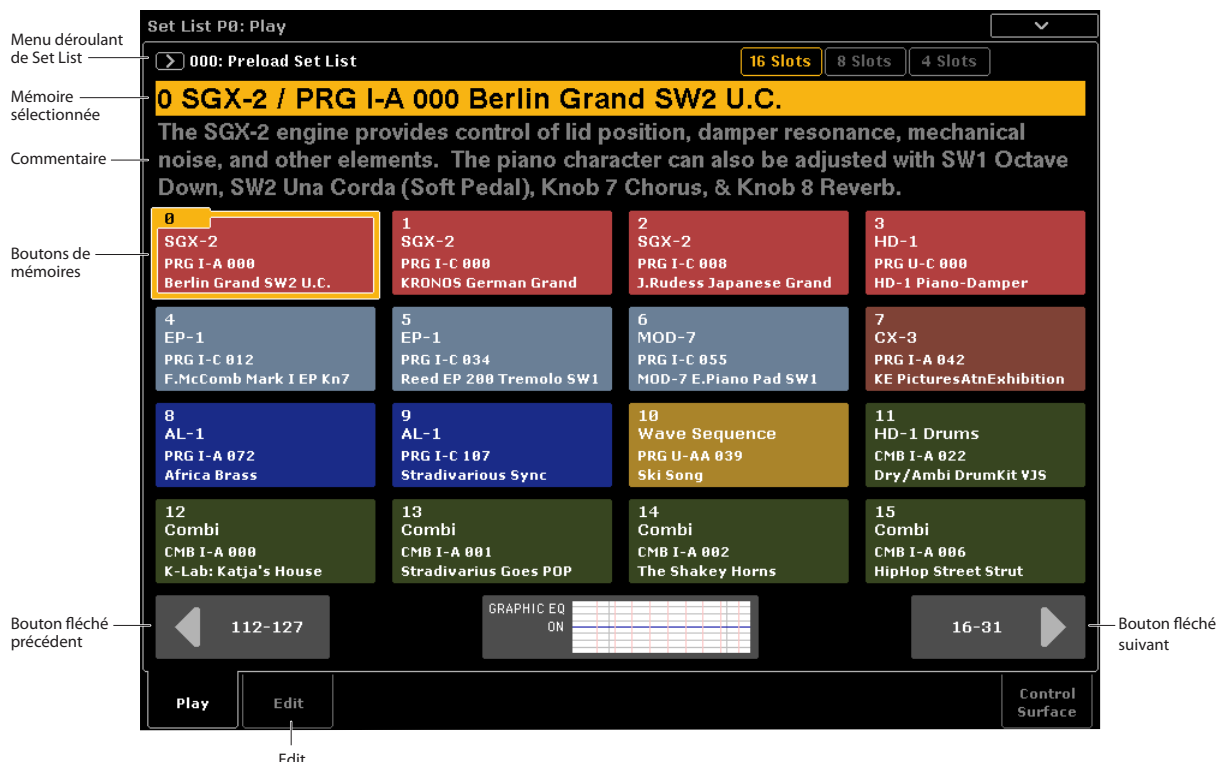 Set List P0: Play
Menu déroulant
de Set List
000: Preload Set List
16 Slots
8 Slots
4 Slots
Mémoire
sélectionnée
0 SGX-2 / PRG I-A 000 Berlin Grand SW2 U.C.
Commentaire
The SGX-2 engine provides control of lid position, damper resonance, mechanical
noise, and other elements. The piano character can also be adjusted with SW1 Octave
Down, SW2 Una Corda (Soft Pedal), Knob 7 Chorus, & Knob 8 Reverb.
Boutons de
mémoires
0
SGX-2
PRG I-A 000
Berlin Grand SW2 U.C.
1
SGX-2
PRG I-C 000
KRONOS German Grand
2
SGX-2
PRG I-C 008
J.Rudess Japanese Grand
3
HD-1
PRG U-C 000
HD-1 Piano-Damper
4
EP-1
PRG I-C 012
F.McComb Mark I EP Kn7
5
EP-1
PRG I-C 034
Reed EP 200 Tremolo SW1
6
MOD-7
PRG I-C 055
MOD-7 E.Piano Pad SW1
7
CX-3
PRG I-A 042
KE PicturesAtnExhibition
8
AL-1
PRG I-A 072
Africa Brass
9
AL-1
PRG I-C 107
Stradivarious Sync
10
Wave Sequence
PRG U-AA 039
Ski Song
11
HD-1 Drums
CMB I-A 022
Dry/Ambi DrumKit VJS
12
Combi
CMB I-A 000
K-Lab: Katja's House
13
Combi
CMB I-A 001
Stradivarius Goes POP
14
Combi
CMB I-A 002
The Shakey Horns
15
Combi
CMB I-A 006
HipHop Street Strut
Bouton fléché
précédent
112-127
GRAPHIC EQ
ON
16-31
Bouton fléché
suivant
Play
Edit
Control
Surface
Edit